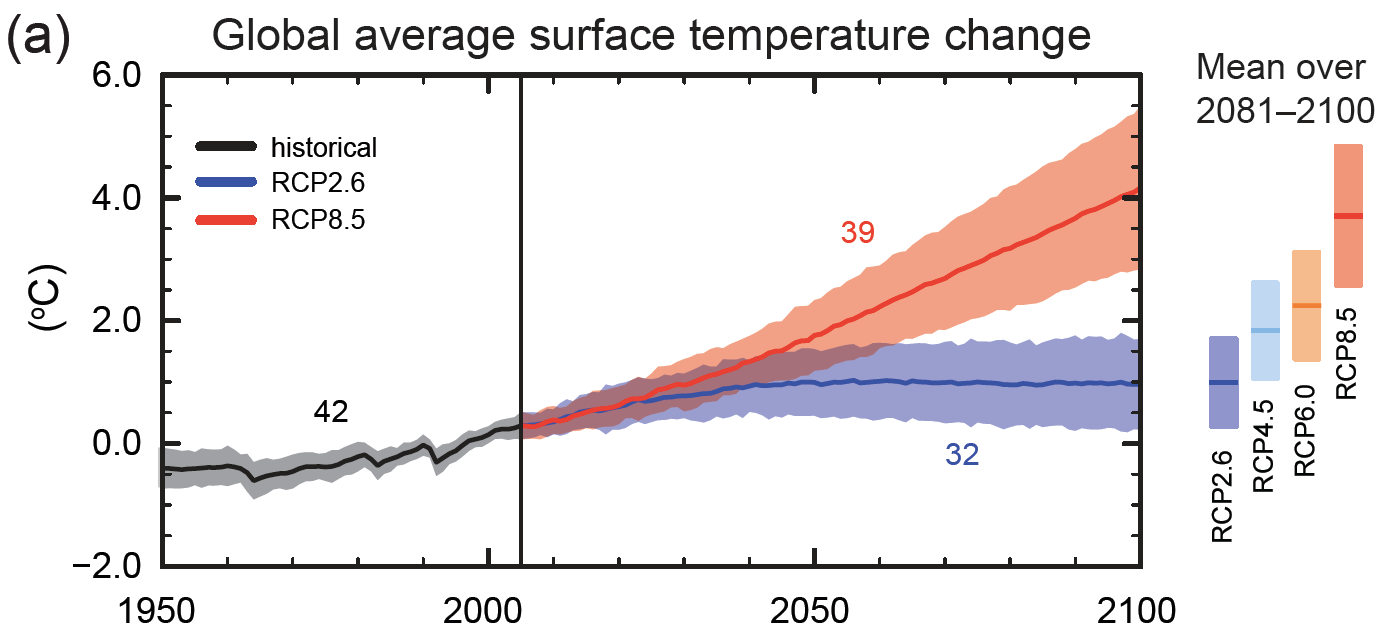 (a)
Global average surface temperature change
6.0
4.0
2.0
0.0
−2.0
(°C)
1950
2000
2050
2100
historical
RCP2.6
RCP8.5
42
39
32
Mean over
2081–2100
RCP2.6
RCP4.5
RCP6.0
RCP8.5